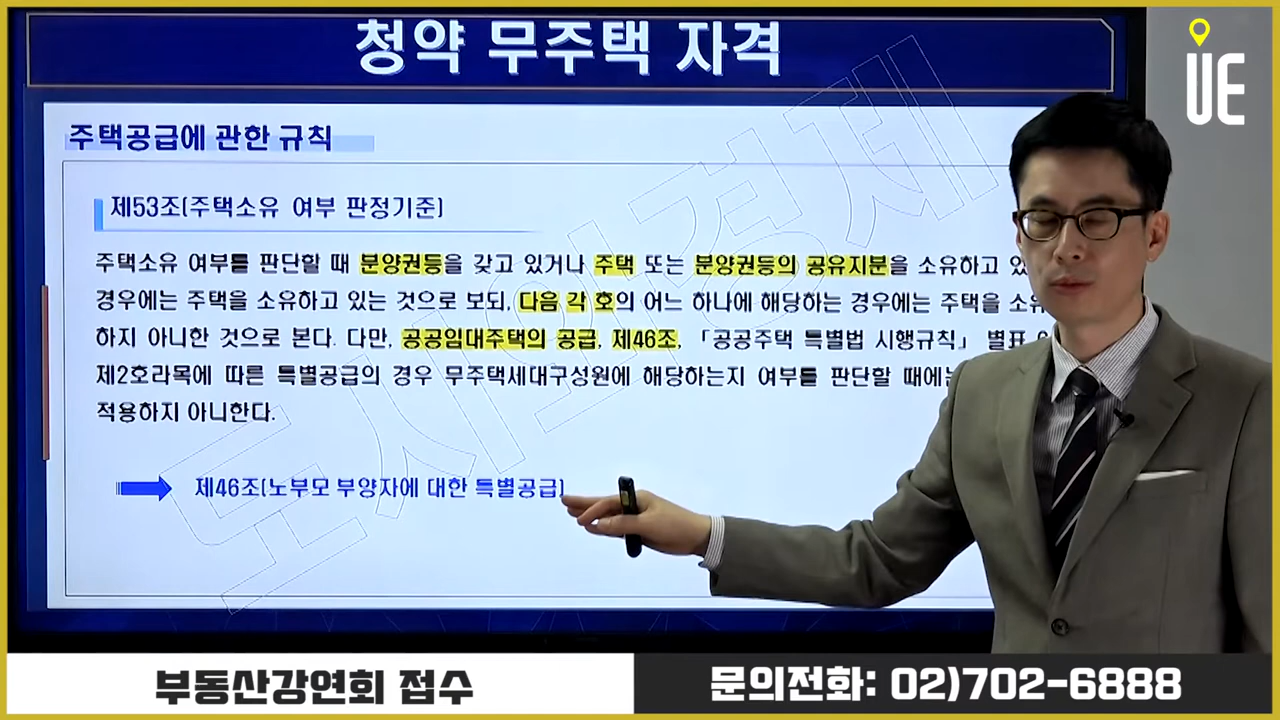 청약 무주택 자격
UE
주택공급에 관한 규칙
제53조(주택소유 여부 판정기준)
주택소유 여부를 판단할 때 분양권등을 갖고 있거나 주택 또는 분양권등의 공유지분을 소유하고
경우에는 주택을 소유하고 있는 것으로 보되, 다음 각 호의 어느 하나에 해당하는 경우에는 주택을
하지 아니한 것으로 본다. 다만, 공공임대주택의 공급, 제46조, 「공공주택 특별법 시행규칙」 별표
제2호라목에 따른 특별공급의 경우 무주택세대구성원에 해당하는지 여부를 판단할 때에는
적용하지 아니한다.
제46조(노부모 부양자에 대한 특별공급)
도시와경제
부동산강연회 접수
문의전화: 02)702-6888